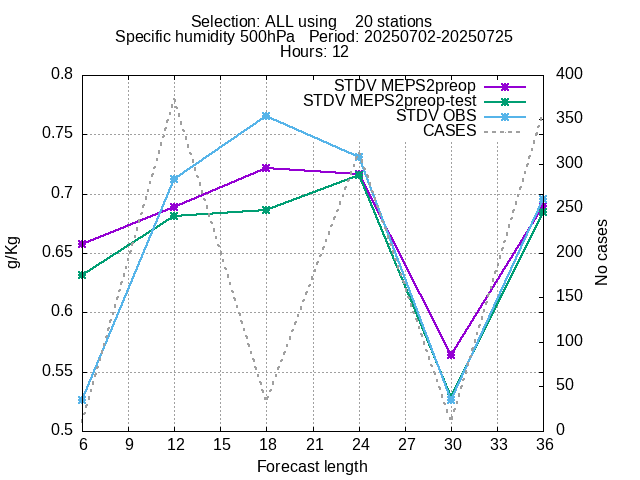 Selection: ALL using    20 stations
Specific humidity 500hPa   Period: 20250702-20250725
Hours: 12
STDV MEPS2preop
STDV MEPS2preop-test
STDV OBS
CASES
0.8
0.75
0.7
0.65
0.6
0.55
0.5
g/Kg
400
350
300
250
200
150
100
50
0
No cases
6 9 12 15 18 21 24 27 30 33 36
Forecast length